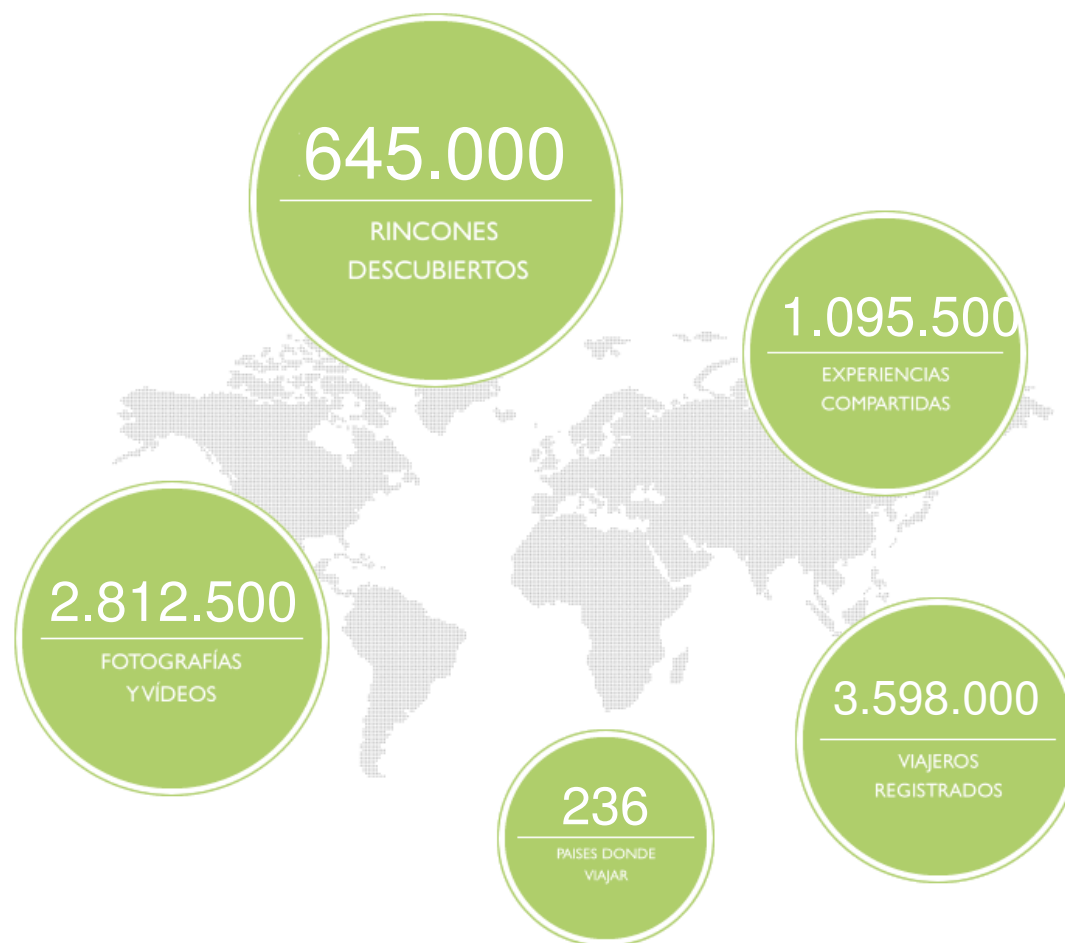 645.000
RINCONES
DESCUBIERTOS
1.095.500
EXPERIENCIAS
COMPARTIDAS
2.812.500
FOTOGRAFÍAS
Y VÍDEOS
3.598.000
VIAJEROS
REGISTRADOS
236
PAISES DONDE
VIAJAR